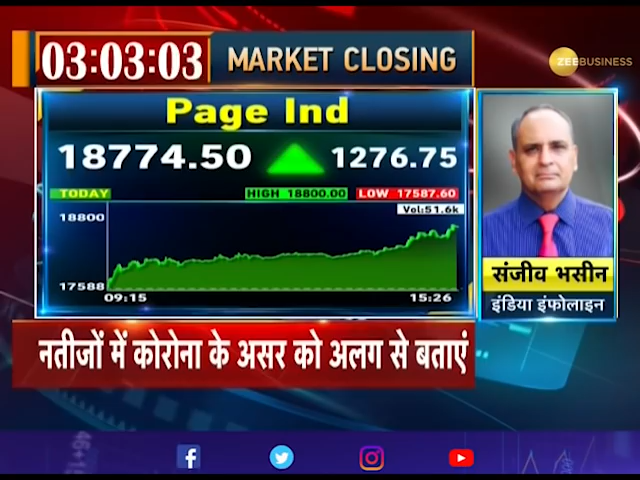 03:03:03 MARKET CLOSING
ZEEBUSINESS
Page Ind
18774.50 1276.75
TODAY HIGH 18800.00 LOW 17587.60
Vol:51.6k
18800
17588
09:15 15:26
संजीव भसीन
इंडिया इंफोलाइन
नतीजों में कोरोना के असर को अलग से बताएं